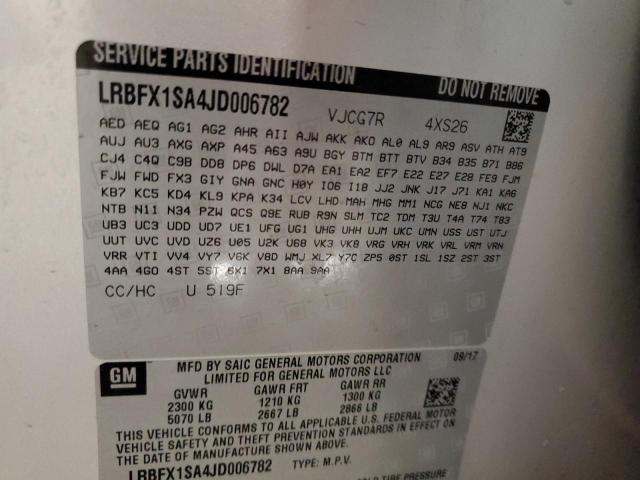 SERVICE PARTS IDENTIFICATION DO NOT REMOVE
LRBFX1SA4JD006782 VJCG7R 4XS26
AED AEQ AG1 AG2 AHR AII AJW AKK AKO AL0 AL9 AR9 ASV ATH AT9
AUJ AU3 AXG AXP A45 A63 A9U BGY BTM BTT BTV B34 B35 B71 B86
CJ4 C4Q C9B DD8 DP6 DWL D7A EA1 EA2 EF7 E22 E27 E28 FE9 FJM
FJW FWD FX3 GIY GNA GNC H0Y IO6 I18 JJ2 JNK J17 J71 KA1 KA6
KB7 KC5 KD4 KL9 KPA K34 LCV LHD MAH MHG MM1 NCG NE8 NJ1 NKC
NTB N11 N34 PZW QCS Q9E RUB R9N SLM TC2 TDM T3U T4A T74 T83
UB3 UC3 UDD UD7 UE1 UFG UG1 UHG UHH UJM UKC UMN USS UST UTJ
UUT UVC UVD UZ6 U05 U2K U68 VK3 VK8 VRG VRH VRK VRL VRM VRN
VRR VTI VV4 VY7 V6K V8D WMJ XL7 Y7C ZP5 0ST 1SL 1SZ 2ST 3ST
4AA 4GO 4ST 5ST 6X1 7X1 8AA 9AA
CC/HC U 519F
GM MFD BY SAIC GENERAL MOTORS CORPORATION 09/17
LIMITED FOR GENERAL MOTORS LLC
GVWR GAWR FRT GAWR RR
2300 KG 1210 KG 1300 KG
5070 LB 2667 LB 2866 LB
THIS VEHICLE CONFORMS TO ALL APPLICABLE U.S. FEDERAL MOTOR
VEHICLE SAFETY AND THEFT PREVENTION STANDARDS IN EFFECT ON
THE DATE OF MANUFACTURE SHOWN ABOVE.
LRBFX1SA4JD006782 TYPE: M.P.V.
COLD TIRE PRESSURE